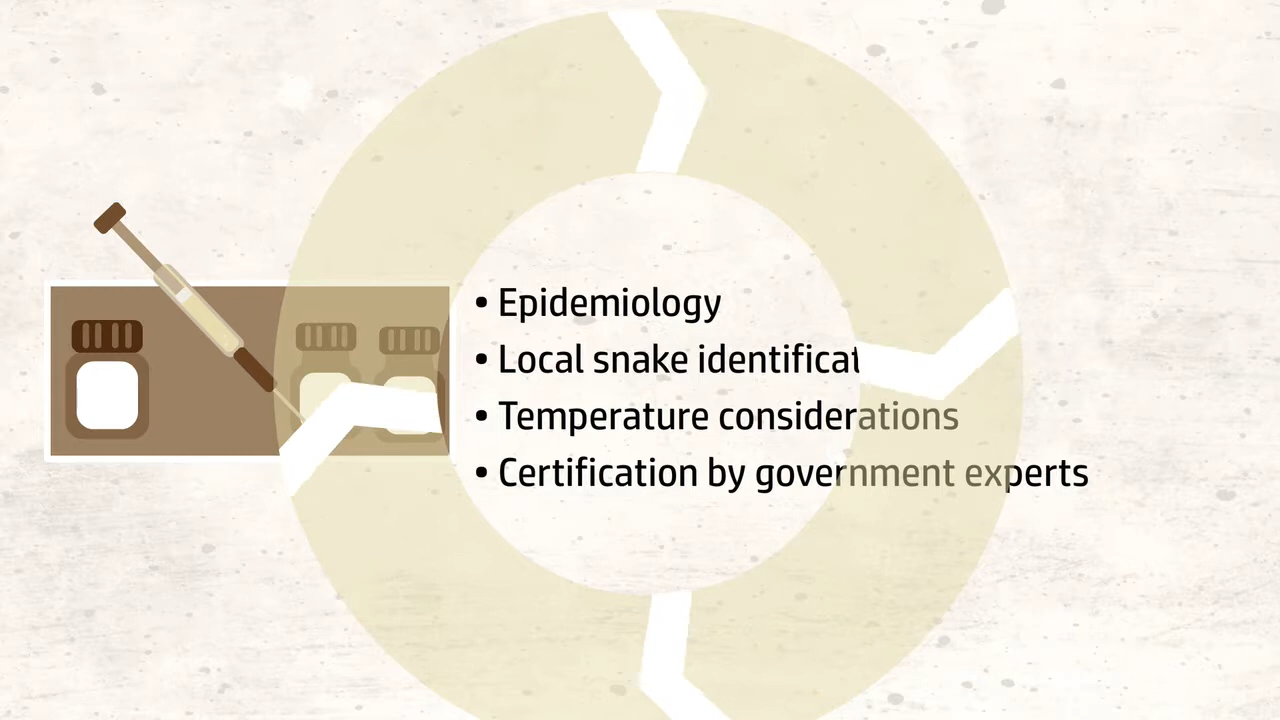 • Epidemiology
• Local snake identificat
• Temperature considerations
• Certification by government experts